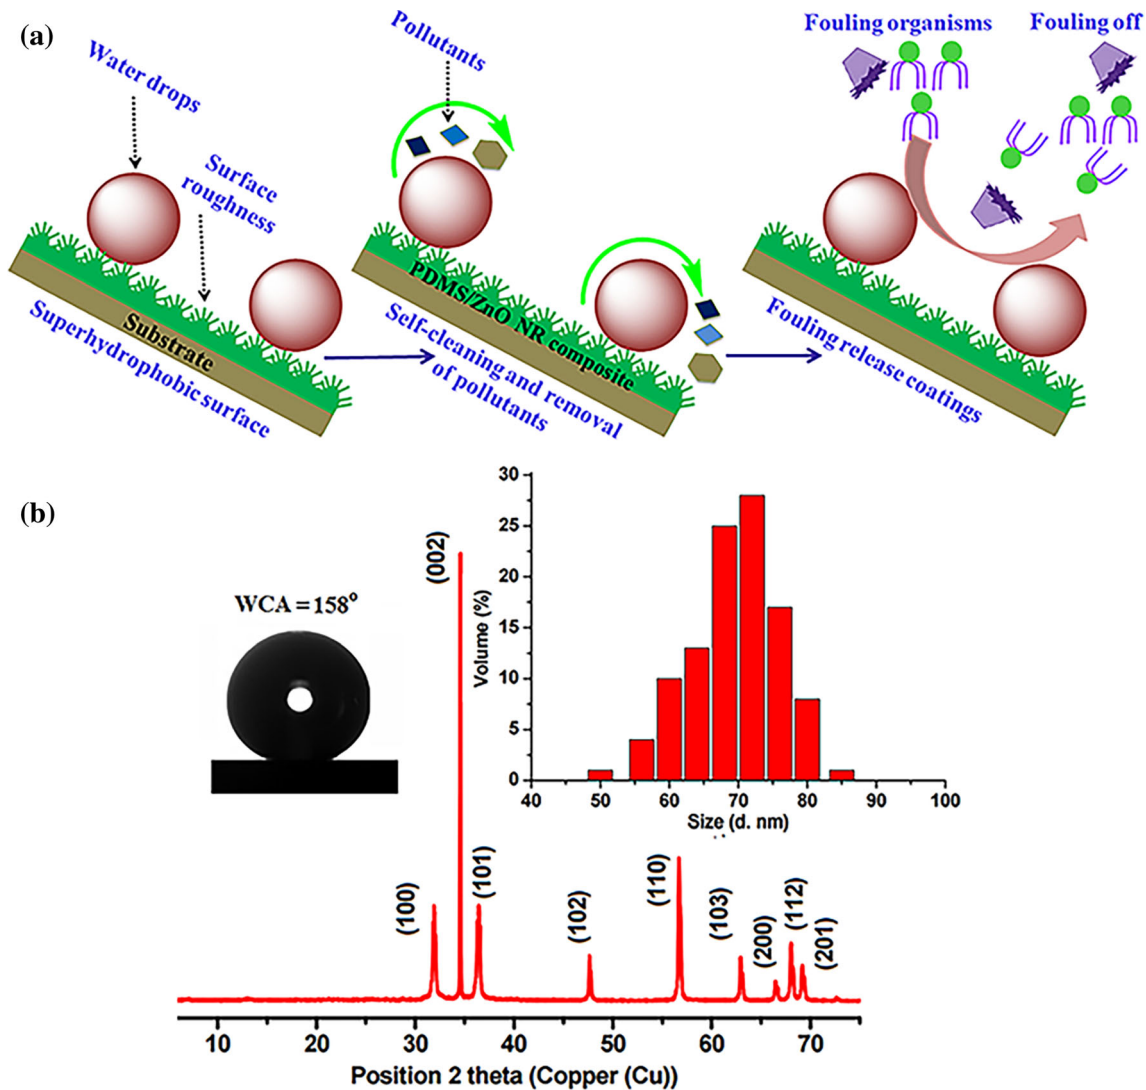 (a)
Water drops
Surface
roughness
Substrate
Superhydrophobic surface
Pollutants
PDMS/ZnO NR composite
Self-cleaning and removal
of pollutants
Fouling organisms
Fouling off
Fouling release coatings
(b)
WCA = 158°
(100)
(002)
(101)
(102)
(110)
(103)
(200)
(112)
(201)
10 20 30 40 50 60 70
Position 2 theta (Copper (Cu))
Volume (%)
30
25
20
15
10
5
0
40 50 60 70 80 90 100
Size (d. nm)